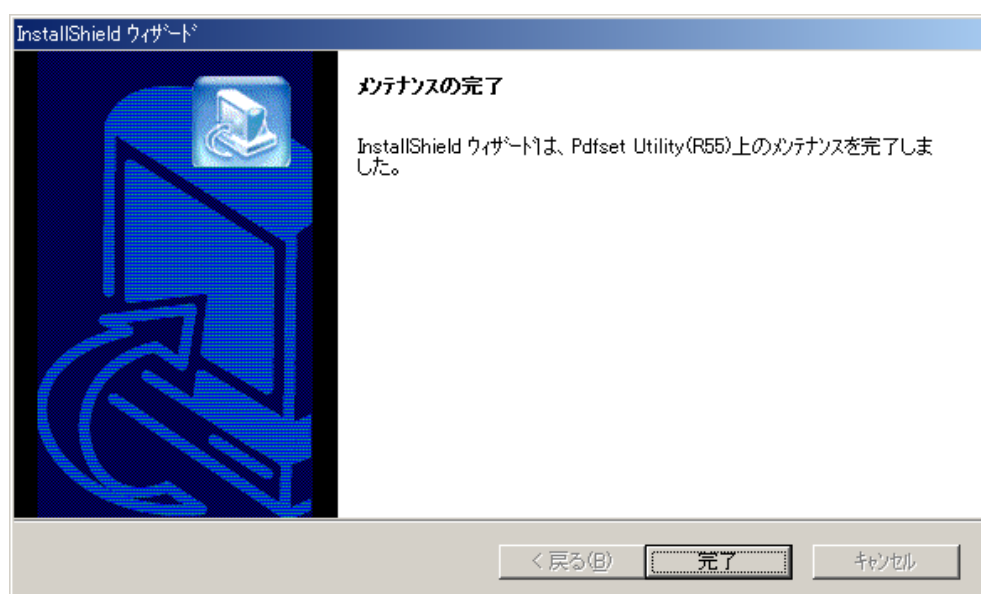 InstallShield ウィザード
メンテナンスの完了
InstallShield ウィザードは、Pdfset Utility(R55)上のメンテナンスを完了しま
した。
< 戻る(B)
完了
キャンセル